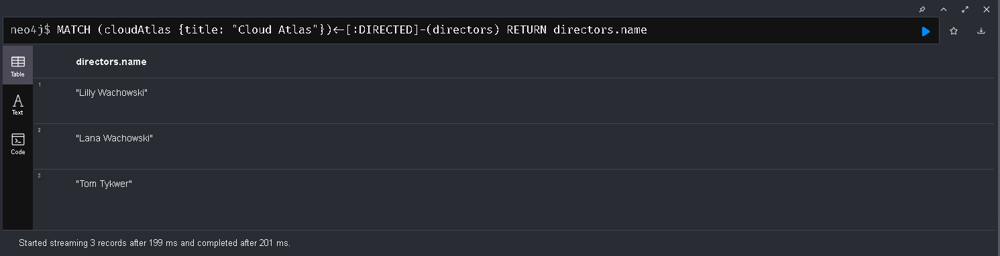 neo4j$ MATCH (cloudAtlas {title: "Cloud Atlas"})<-[:DIRECTED]-(directors) RETURN directors.name
Table
directors.name
1
"Lilly Wachowski"
Text
2
"Lana Wachowski"
Code
3
"Tom Tykwer"
Started streaming 3 records after 199 ms and completed after 201 ms.